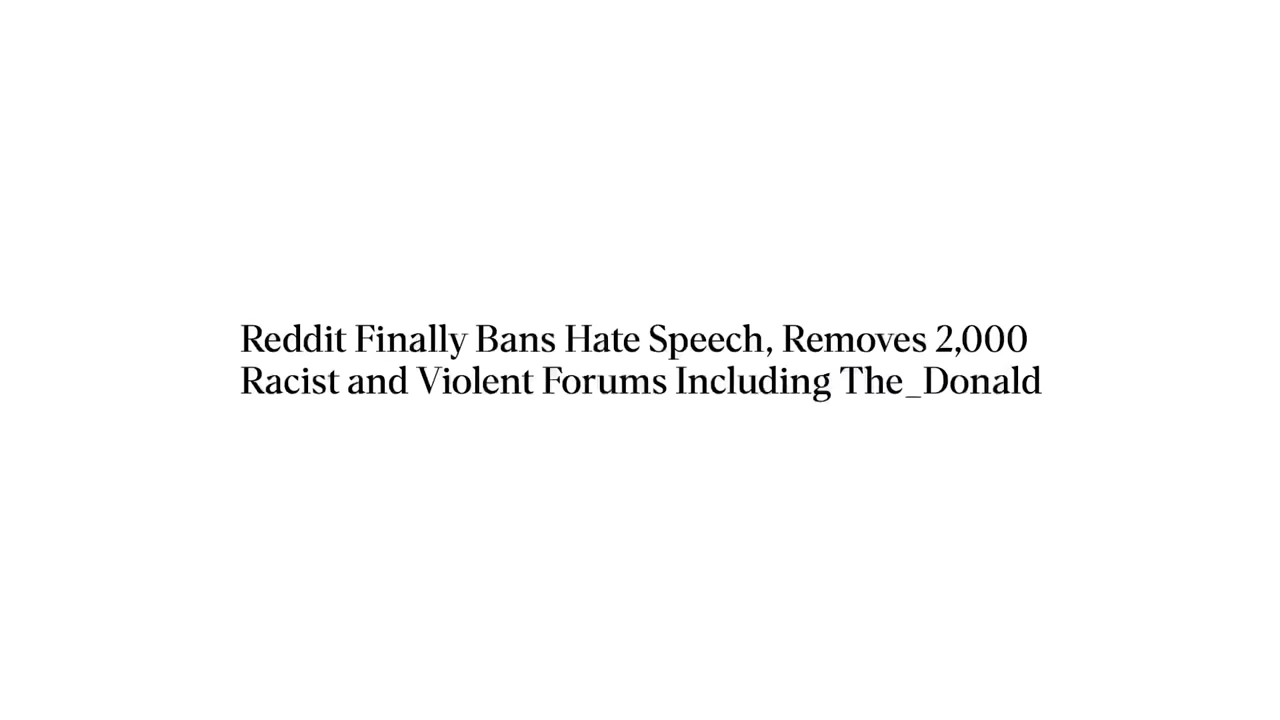 Reddit Finally Bans Hate Speech, Removes 2,000
Racist and Violent Forums Including The_Donald